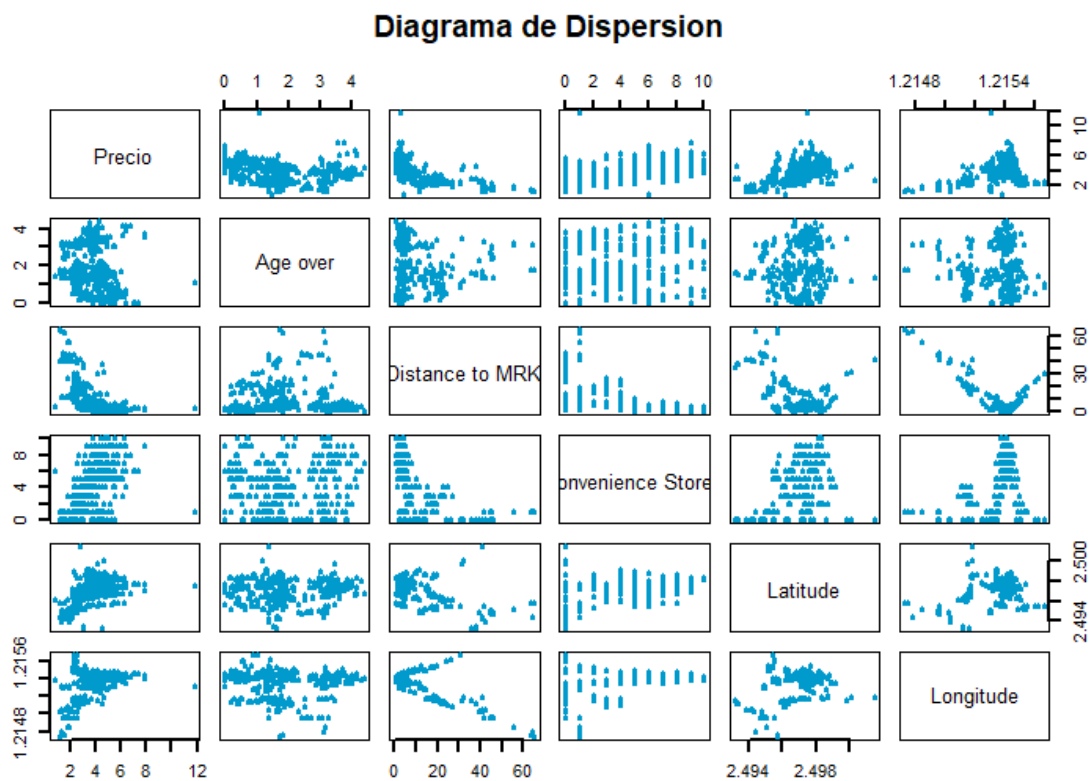 Diagrama de Dispersion
0 1 2 3 4
0 2 4 6 8 10
1.2148 1.2154
Precio
2 6 10
0 2 4
Age over
Distance to MRK
0 30 60
0 4 8
onvenience Store
Latitude
2.494 2.500
1.2148 1.2156
Longitude
2 4 6 8 12
0 20 40 60
2.494 2.498